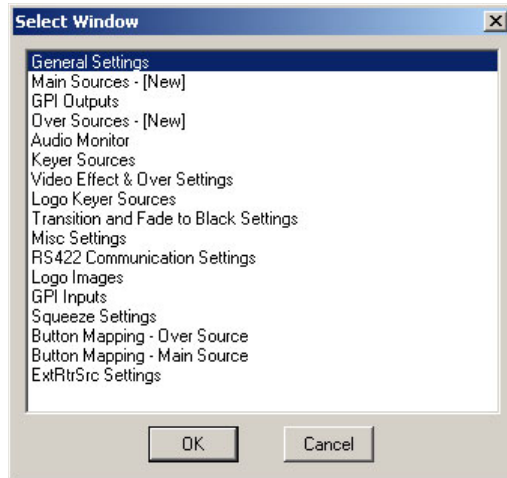 Select Window
General Settings
Main Sources - [New]
GPI Outputs
Over Sources - [New]
Audio Monitor
Keyer Sources
Video Effect & Over Settings
Logo Keyer Sources
Transition and Fade to Black Settings
Misc Settings
RS422 Communication Settings
Logo Images
GPI Inputs
Squeeze Settings
Button Mapping - Over Source
Button Mapping - Main Source
ExtRtrSrc Settings
OK
Cancel